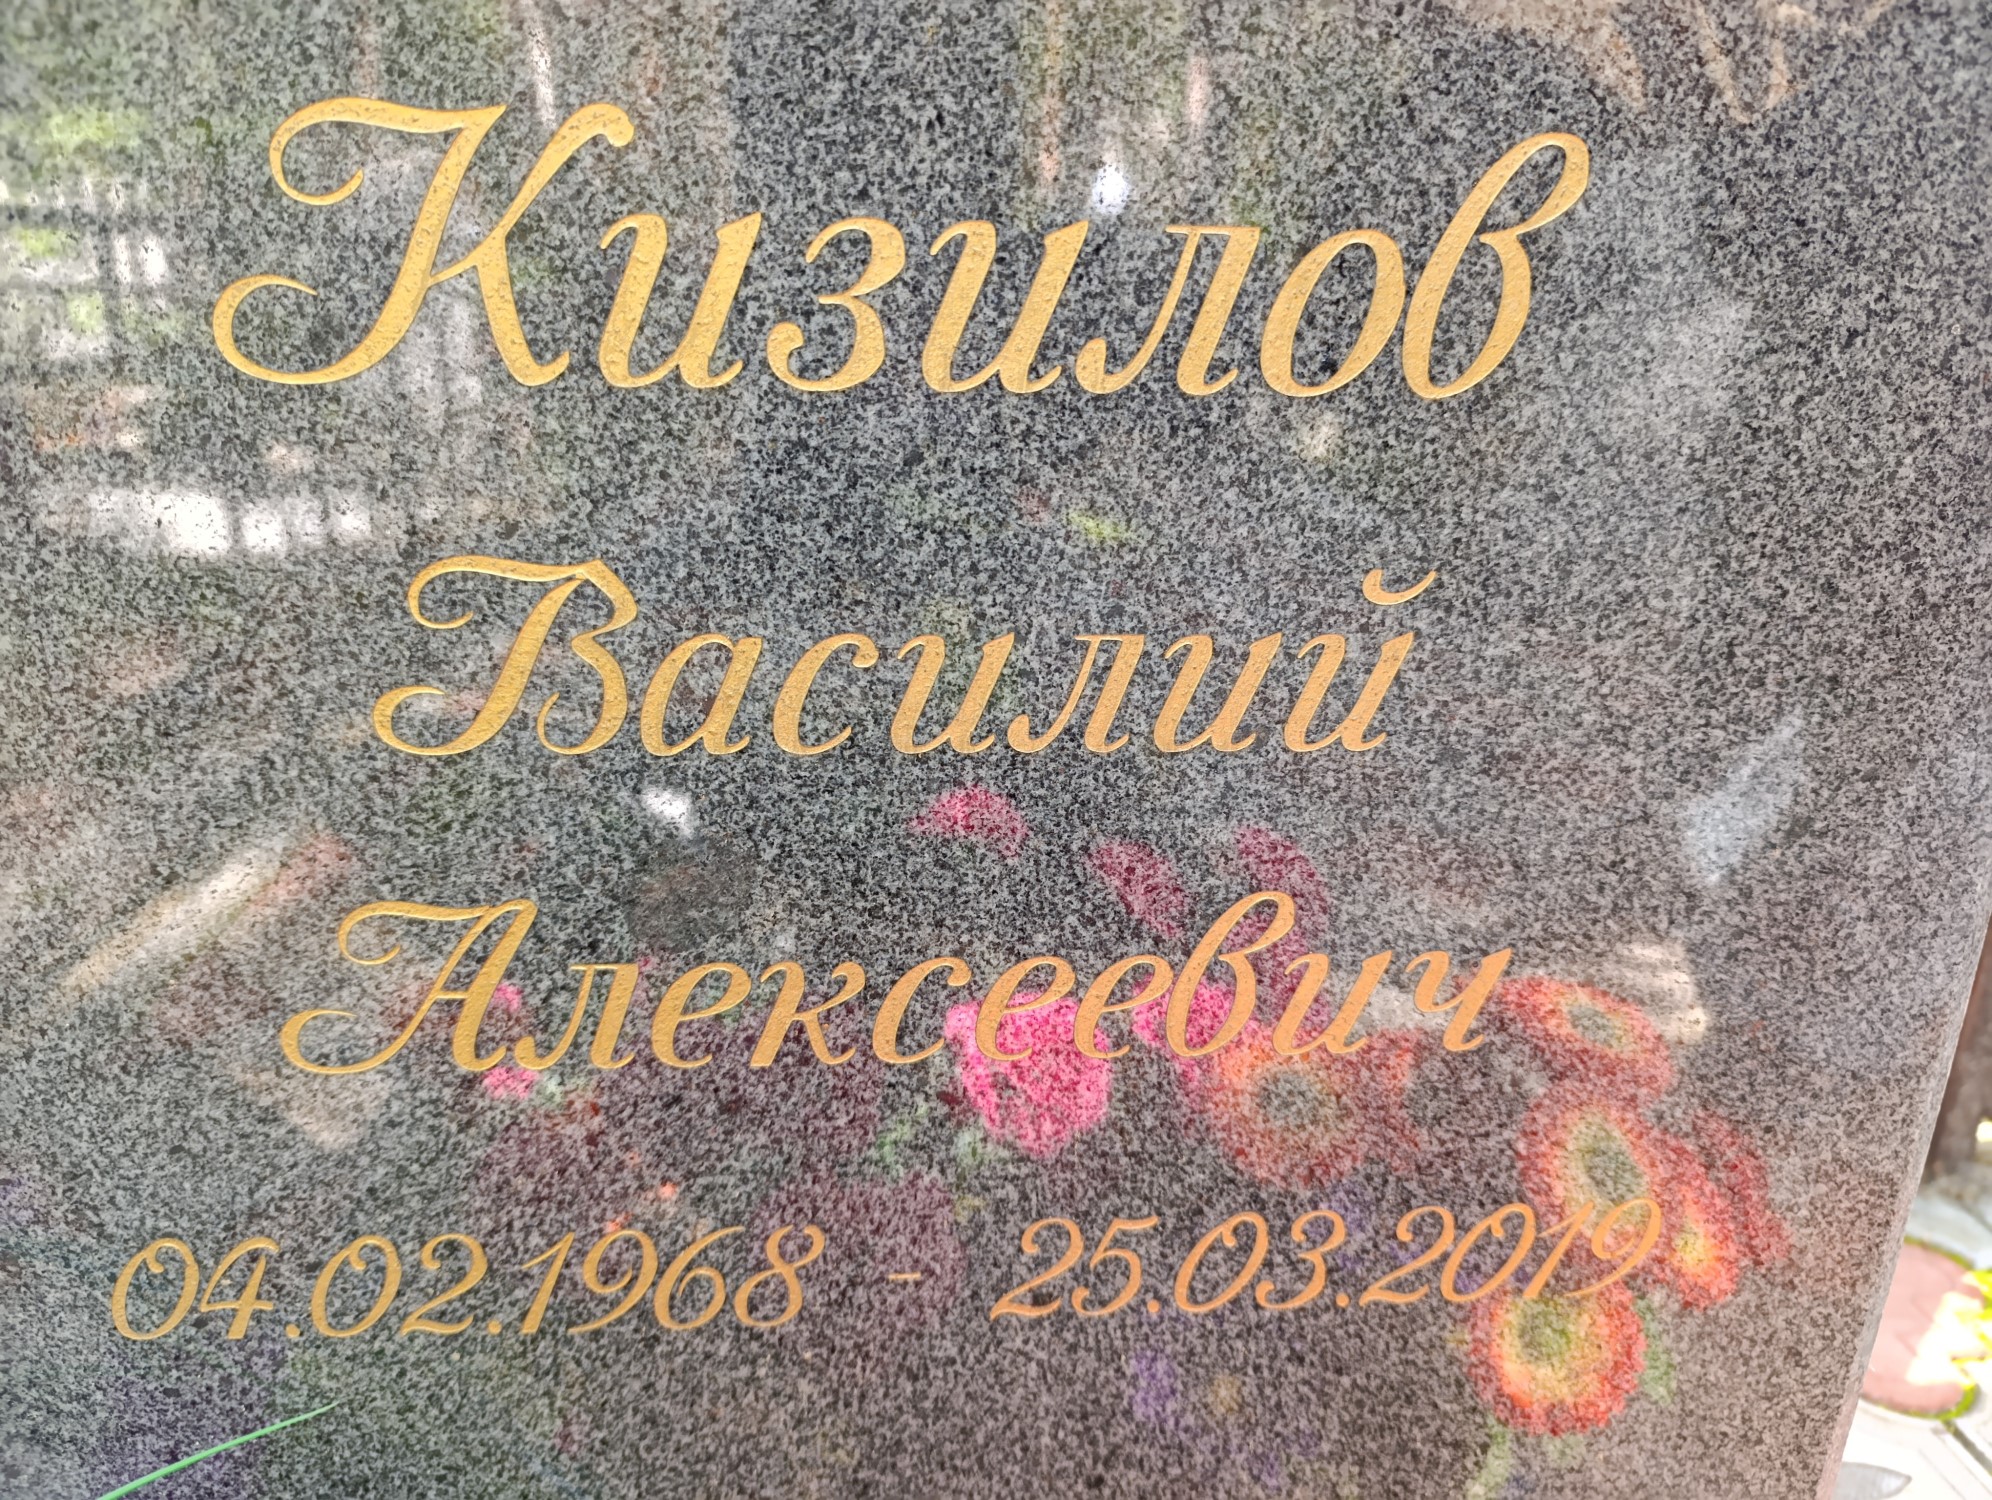 Кизилов
Василий
Алексеевич
04.02.1968 - 25.03.2019